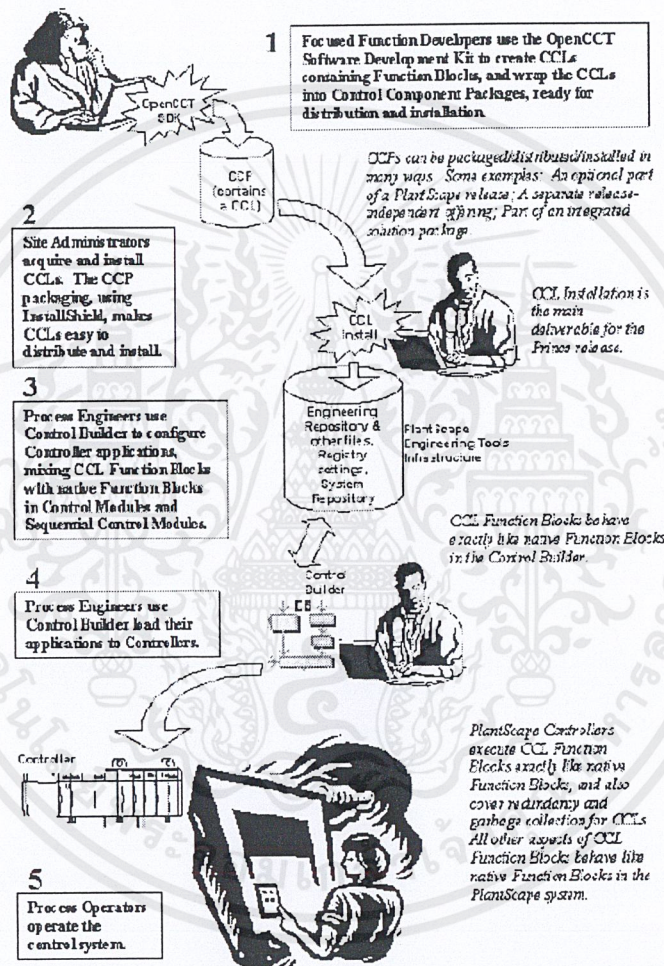 1
Focused Function Developers use the OpenCCT
Software Development Kit to create CCLs
containing Function Blocks, and wrap the CCLs
into Control Component Packages, ready for
distribution and installation.
OpenCCT
SDK
CCP
(contains
a CCL)
CCPs can be packaged/distributed/installed in
many ways. Some examples: An optional part
of a PlantScape release; A separate release-
independent offering; Part of an integrated
solution package.
2
Site Administrators
acquire and install
CCLs. The CCP
packaging, using
InstallShield, makes
CCLs easy to
distribute and install.
CCL
Install
CCL Installation is
the main
deliverable for the
Prince release.
3
Process Engineers use
Control Builder to configure
Controller applications,
mixing CCL Function Blocks
with native Function Blocks
in Control Modules and
Sequential Control Modules.
Engineering
Repository &
other files,
Registry
settings,
System
Repository
PlantScape
Engineering Tools
Infrastructure
CCL Function Blocks behave
exactly like native Function Blocks
in the Control Builder.
4
Process Engineers use
Control Builder load their
applications to Controllers.
Control
Builder
Controller
PlantScape Controllers
execute CCL Function
Blocks exactly like native
Function Blocks, and also
cover redundancy and
garbage collection for CCLs.
All other aspects of CCL
Function Blocks behave like
native Function Blocks in the
PlantScape system.
5
Process Operators
operate the
control system.